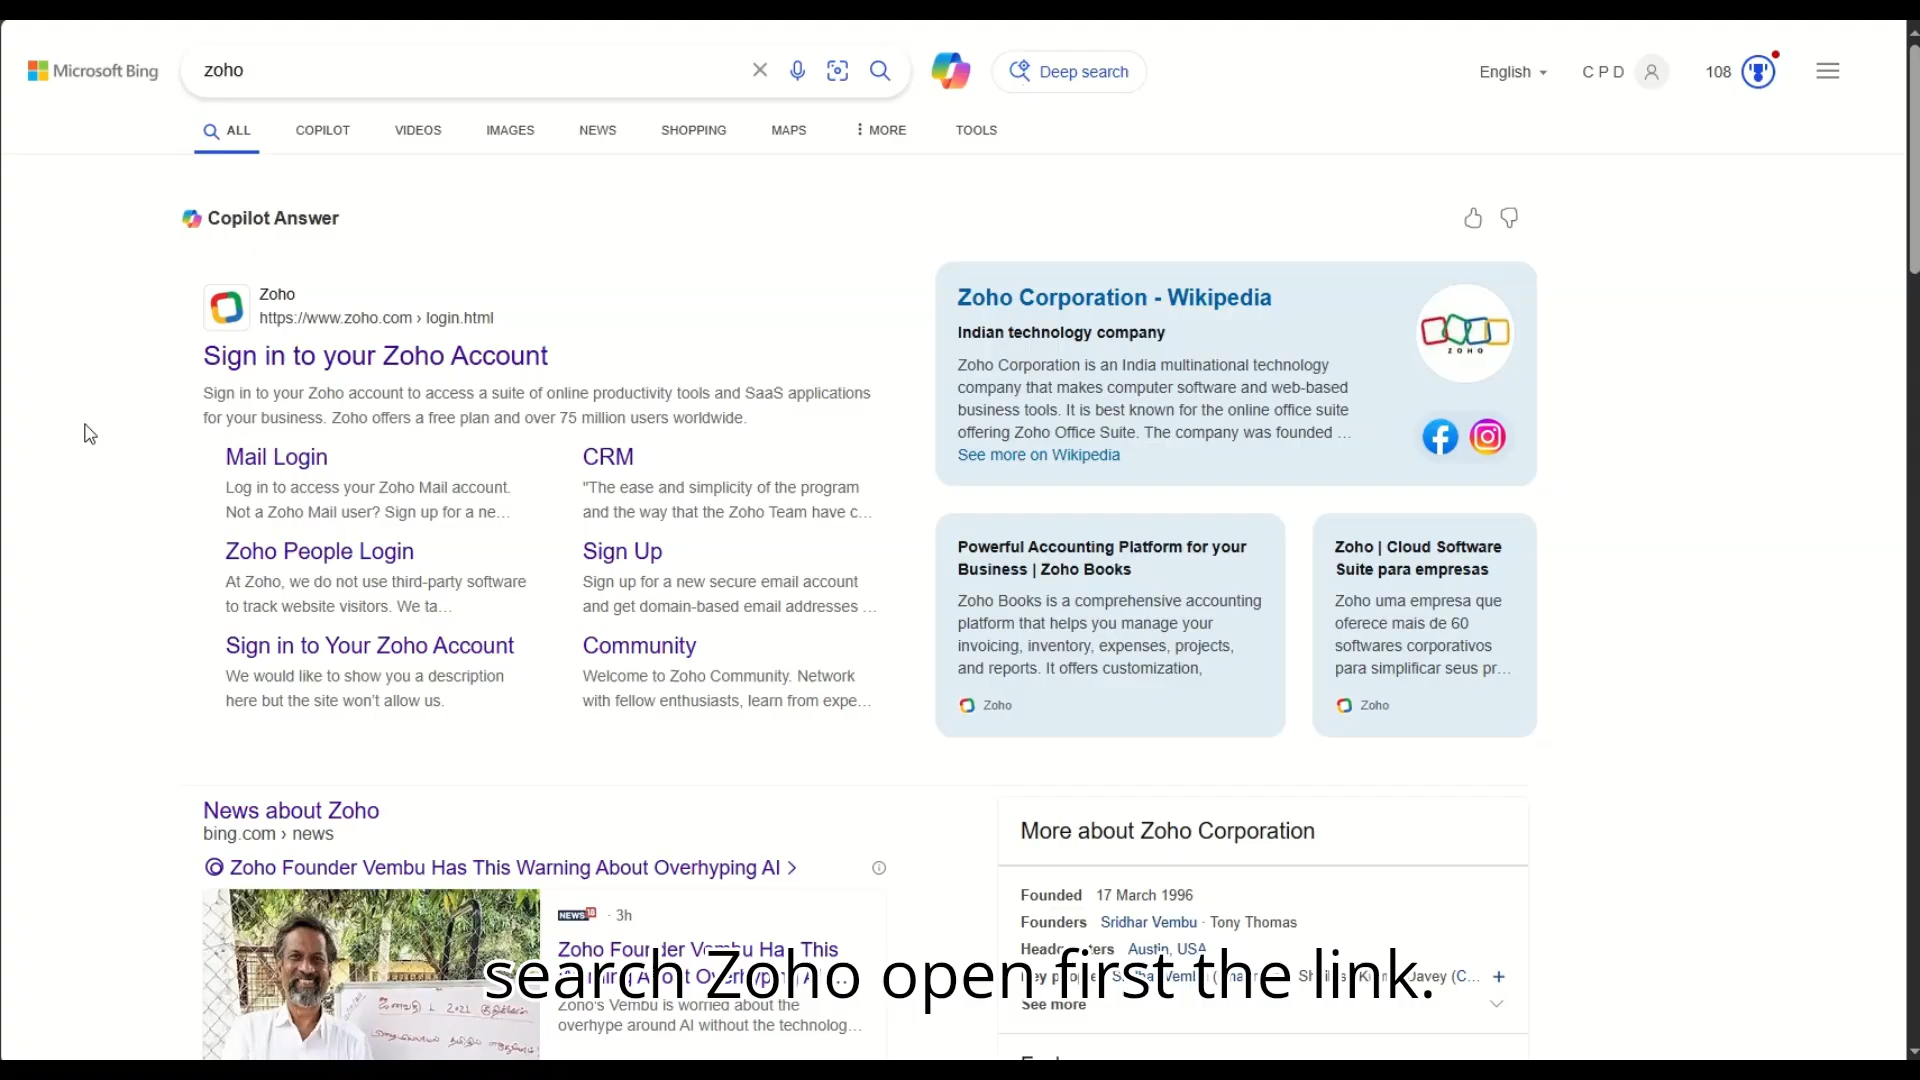 Microsoft Bing
zoho
Deep search
English
C P D
108
ALL
COPILOT
VIDEOS
IMAGES
NEWS
SHOPPING
MAPS
MORE
TOOLS
Copilot Answer
Zoho
https://www.zoho.com › login.html
Sign in to your Zoho Account
Sign in to your Zoho account to access a suite of online productivity tools and SaaS applications
for your business. Zoho offers a free plan and over 75 million users worldwide.
Mail Login
Log in to access your Zoho Mail account.
Not a Zoho Mail user? Sign up for a ne...
CRM
"The ease and simplicity of the program
and the way that the Zoho Team have c...
Zoho People Login
At Zoho, we do not use third-party software
to track website visitors. We ta...
Sign Up
Sign up for a new secure email account
and get domain-based email addresses ...
Sign in to Your Zoho Account
We would like to show you a description
here but the site won't allow us.
Community
Welcome to Zoho Community. Network
with fellow enthusiasts, learn from expe...
Zoho Corporation - Wikipedia
Indian technology company
Zoho Corporation is an India multinational technology
company that makes computer software and web-based
business tools. It is best known for the online office suite
offering Zoho Office Suite. The company was founded ...
See more on Wikipedia
ZOHO
Powerful Accounting Platform for your
Business | Zoho Books
Zoho Books is a comprehensive accounting
platform that helps you manage your
invoicing, inventory, expenses, projects,
and reports. It offers customization,
Zoho
Zoho | Cloud Software
Suite para empresas
Zoho uma empresa que
oferece mais de 60
softwares corporativos
para simplificar seus pr...
Zoho
News about Zoho
bing.com › news
Zoho Founder Vembu Has This Warning About Overhyping AI >
NEWS18 · 3h
Zoho Founder Vembu Has This
Warning About Overhyping AI ...
Zoho's Vembu is worried about the
overhype around AI without the technolog...
More about Zoho Corporation
Founded 17 March 1996
Founders Sridhar Vembu · Tony Thomas
Headquarters Austin, USA
See more
search Zoho open first the link.